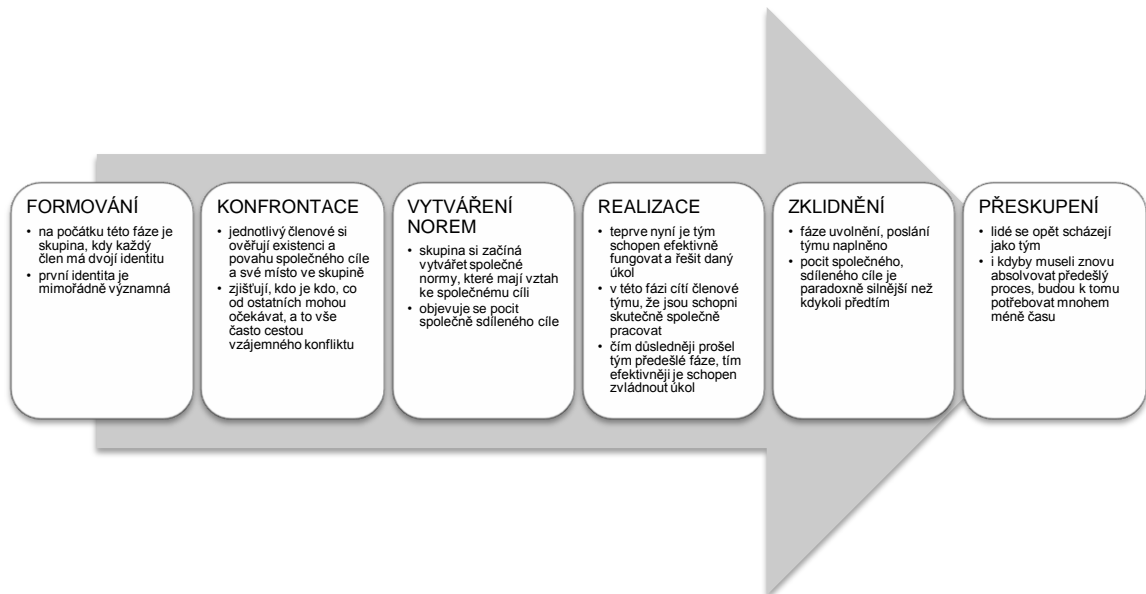 FORMOVÁNÍ
• na počátku této fáze je
skupina, kdy každý
člen má dvojí identitu
• první identita je
mimořádně významná
KONFRONTACE
• jednotlivý členové si
ověřují existenci a
povahu společného cíle
a své místo ve skupině
• zjišťují, kdo je kdo, co
od ostatních mohou
očekávat, a to vše
často cestou
vzájemného konfliktu
VYTVÁŘENÍ
NOREM
• skupina si začíná
vytvářet společné
normy, které mají vztah
ke společnému cíli
• objevuje se pocit
společně sdíleného cíle
REALIZACE
• teprve nyní je tým
schopen efektivně
fungovat a řešit daný
úkol
• v této fázi cítí členové
týmu, že jsou schopni
skutečně společně
pracovat
• čím důsledněji prošel
tým předešlé fáze, tím
efektivněji je schopen
zvládnout úkol
ZKLIDNĚNÍ
• fáze uvolnění, poslání
týmu naplněno
• pocit společného,
sdíleného cíle je
paradoxně silnější než
kdykoli předtím
PŘESKUPENÍ
• lidé se opět scházejí
jako tým
• i kdyby museli znovu
absolvovat předešlý
proces, budou k tomu
potřebovat mnohem
méně času